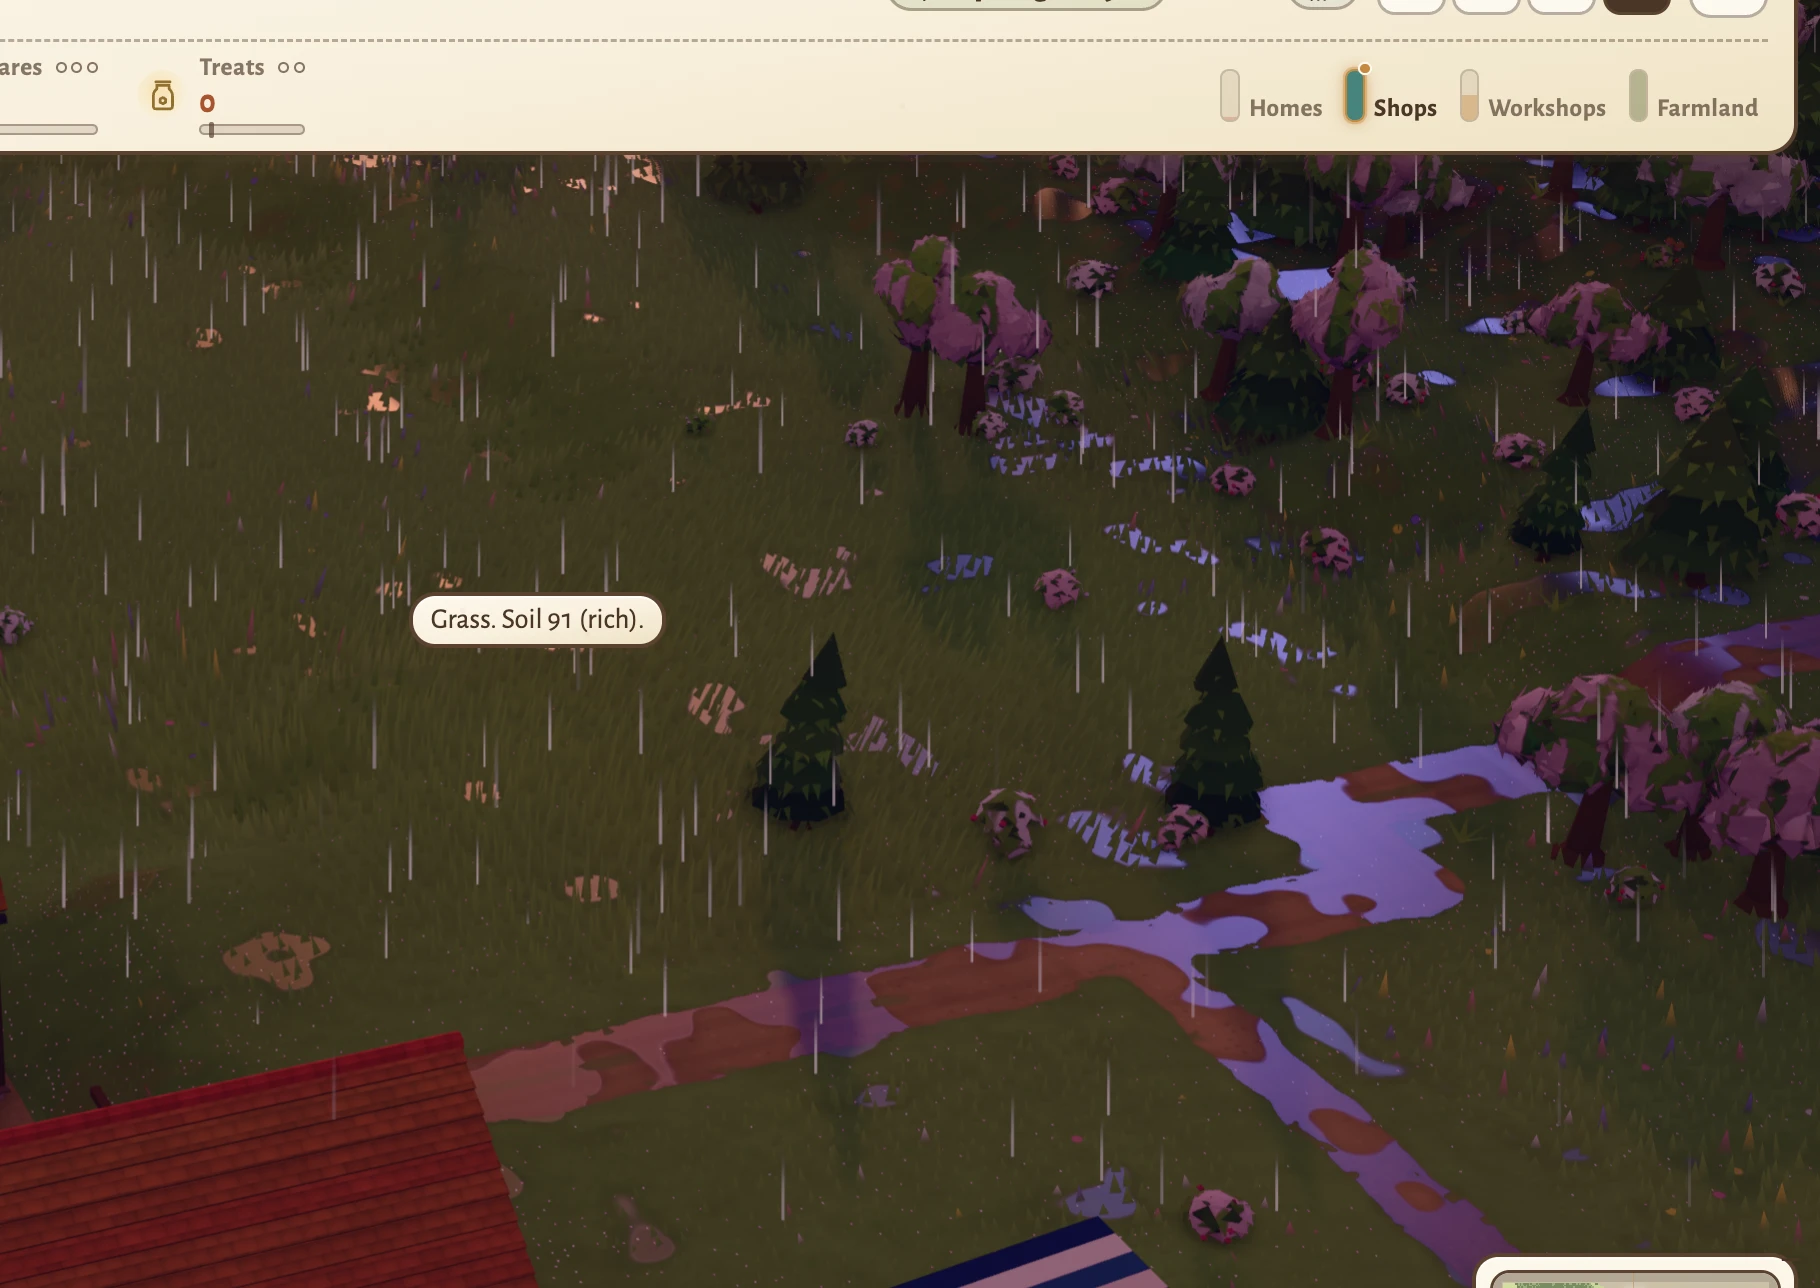 ares
Treats
0
Homes
Shops
Workshops
Farmland
Grass. Soil 91 (rich).